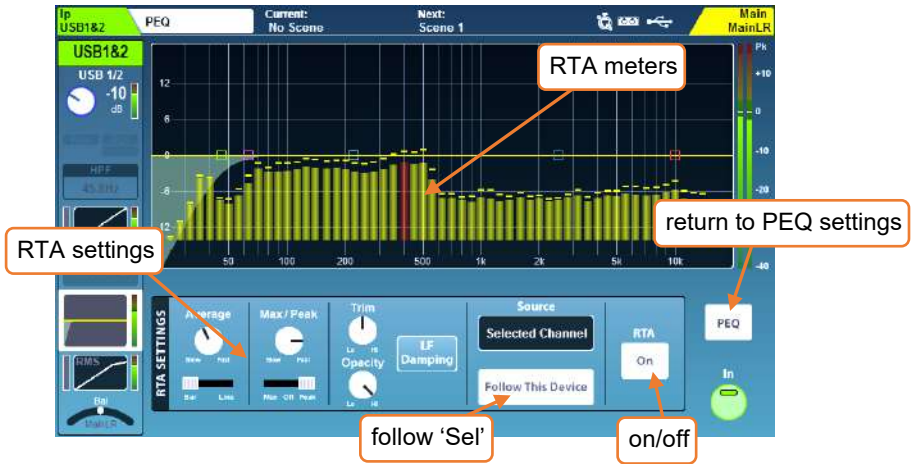 Ip
USB1&2
PEQ
Current:
No Scene
Next:
Scene 1
Main
MainLR
USB1&2
USB 1/2
-10
dB
HPF
12
6
0
-6
12
50 100 200 500 1k 2k 5k 10k
Pk
+10
0
-10
-20
-40
RTA meters
return to PEQ settings
RTA settings
RTA SETTINGS
Average
Slow Fast
Bar Line
Max/Peak
Slow Fast
Max Off Peak
Trim
Lo Hi
Opacity
Lo Hi
LF
Damping
Source
Selected Channel
Follow This Device
RTA
On
PEQ
In
RMS
Bal
MainLR
follow ‘Sel’
on/off